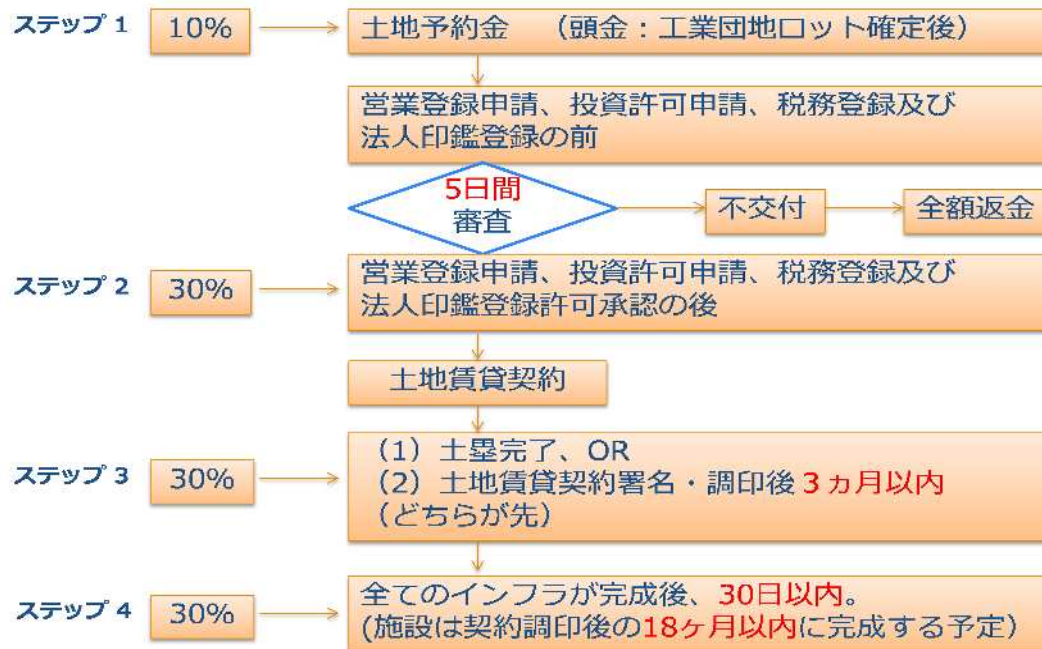 ステップ 1
10%
土地予約金 （頭金：工業団地ロット確定後）
営業登録申請、投資許可申請、税務登録及び
法人印鑑登録の前
5日間
審査
不交付
全額返金
ステップ 2
30%
営業登録申請、投資許可申請、税務登録及び
法人印鑑登録許可承認の後
土地賃貸契約
ステップ 3
30%
（1）土塁完了、OR
（2）土地賃貸契約署名・調印後３ヵ月以内
（どちらが先）
ステップ 4
30%
全てのインフラが完成後、30日以内。
(施設は契約調印後の18ヶ月以内に完成する予定）